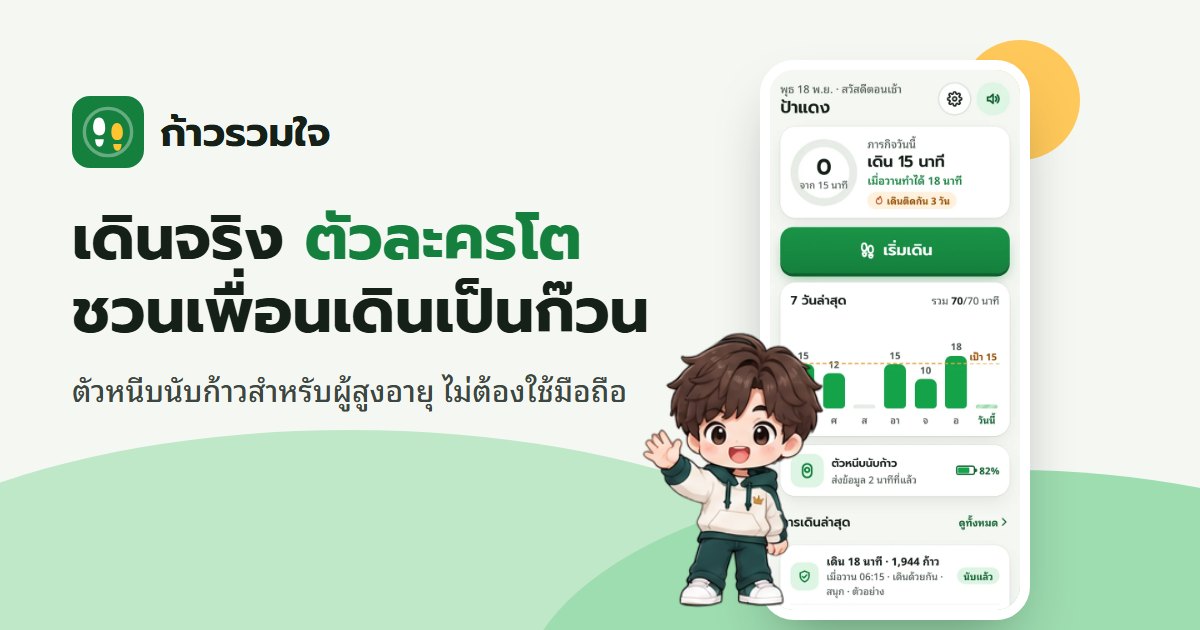 ก้าวรวมใจ
เดินจริง ตัวละครโต
ชวนเพื่อนเดินเป็นก๊วน
ตัวหนีบนับก้าวสำหรับผู้สูงอายุ ไม่ต้องใช้มือถือ
พุธ 18 พ.ย. · สวัสดีตอนเช้า
ป้าแดง
0
จาก 15 นาที
ภารกิจวันนี้
เดิน 15 นาที
เมื่อวานทำได้ 18 นาที
เดินติดกัน 3 วัน
เริ่มเดิน
7 วันล่าสุด รวม 70/70 นาที
15 12 15 10 18 เป้า 15
ศ ส อา จ อ วันนี้
ตัวหนีบนับก้าว
ส่งข้อมูล 2 นาทีที่แล้ว
82%
ารเดินล่าสุด ดูทั้งหมด
เดิน 18 นาที · 1,944 ก้าว
เมื่อวาน 06:15 · เดินด้วยกัน ·
สนุก · ตัวอย่าง
นับแล้ว